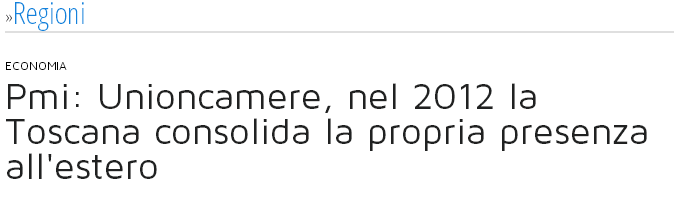 »Regioni
ECONOMIA
Pmi: Unioncamere, nel 2012 la
Toscana consolida la propria presenza
all'estero